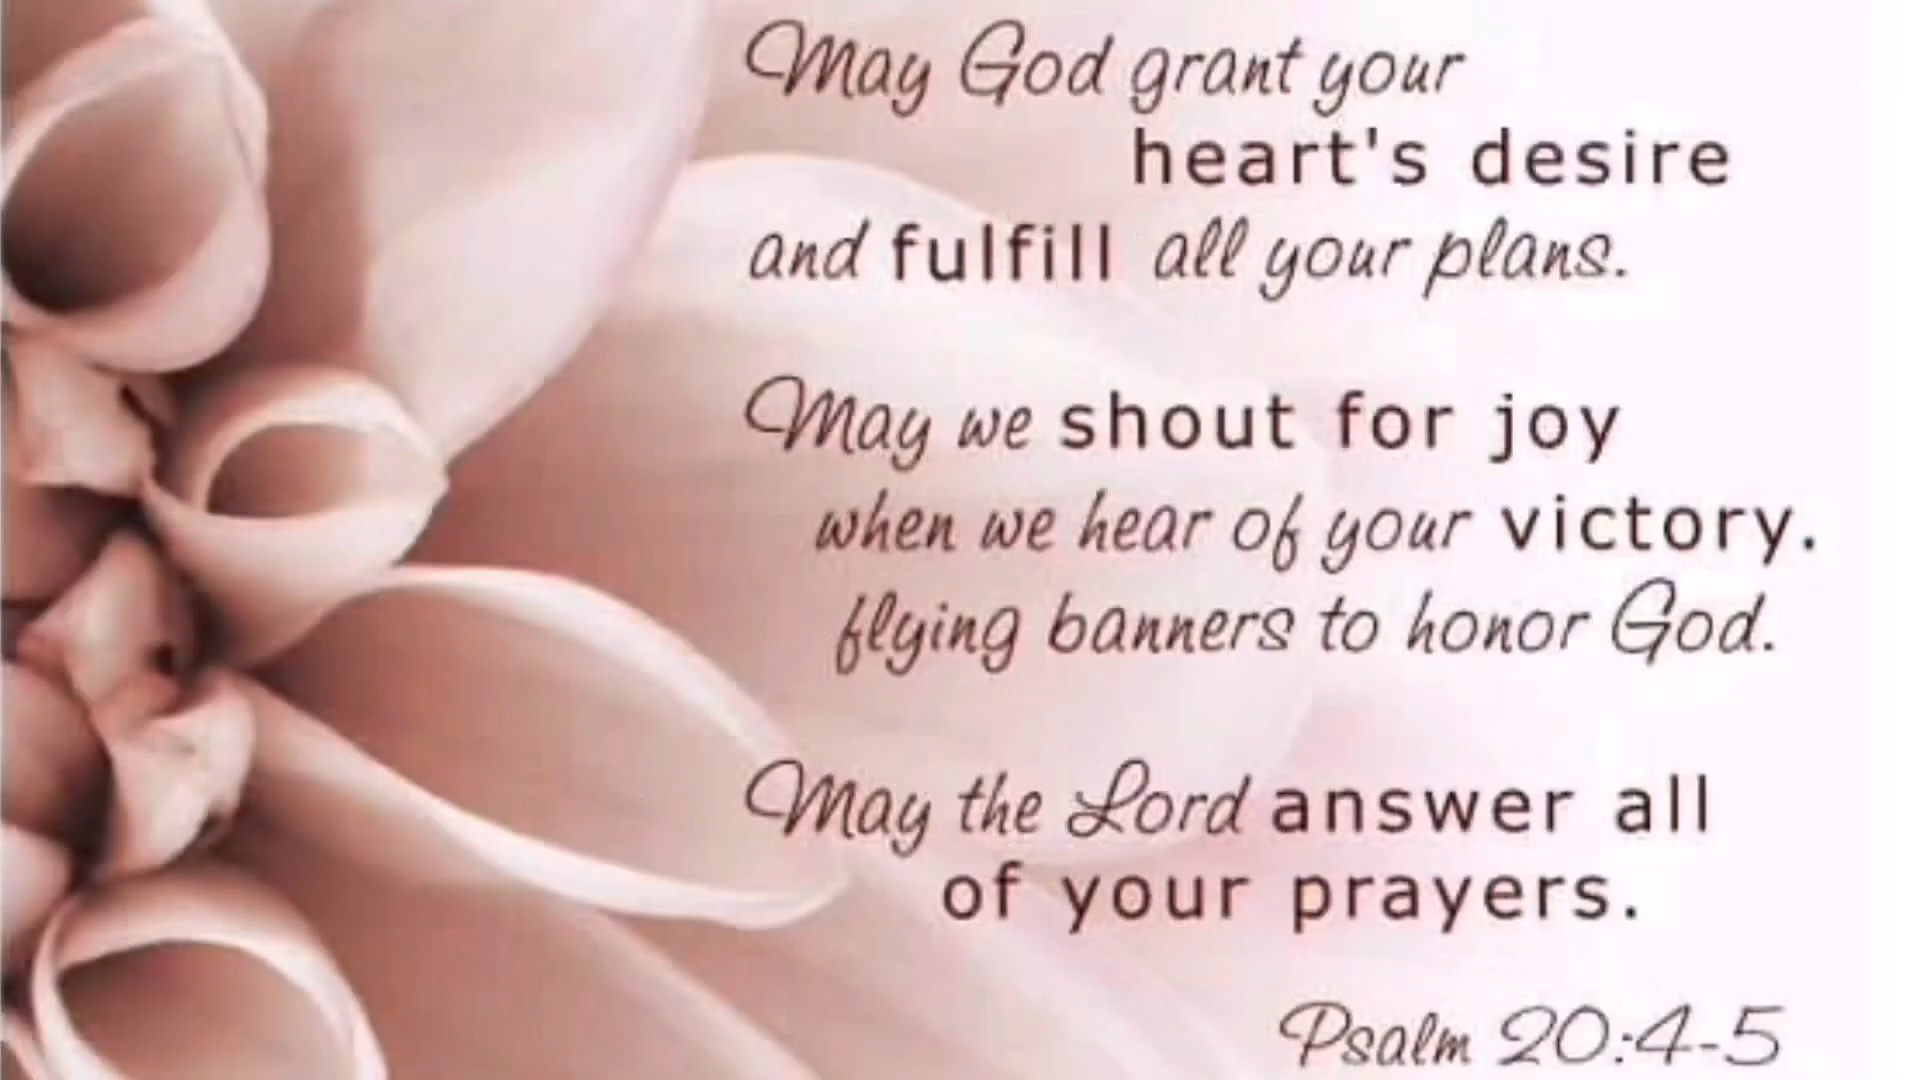 May God grant your
heart's desire
and fulfill all your plans.
May we shout for joy
when we hear of your victory.
flying banners to honor God.
May the Lord answer all
of your prayers.
Psalm 20:4-5